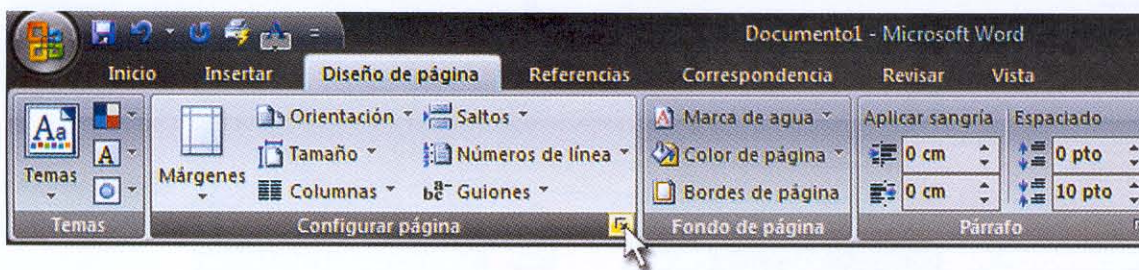 Documento1 - Microsoft Word
Inicio Insertar Diseño de página Referencias Correspondencia Revisar Vista
Aa Orientación Saltos Marca de agua Aplicar sangría Espaciado
A Tamaño Números de línea Color de página 0 cm 0 pto
Temas Márgenes Columnas Guiones Bordes de página 0 cm 10 pto
Temas Configurar página Fondo de página Párrafo